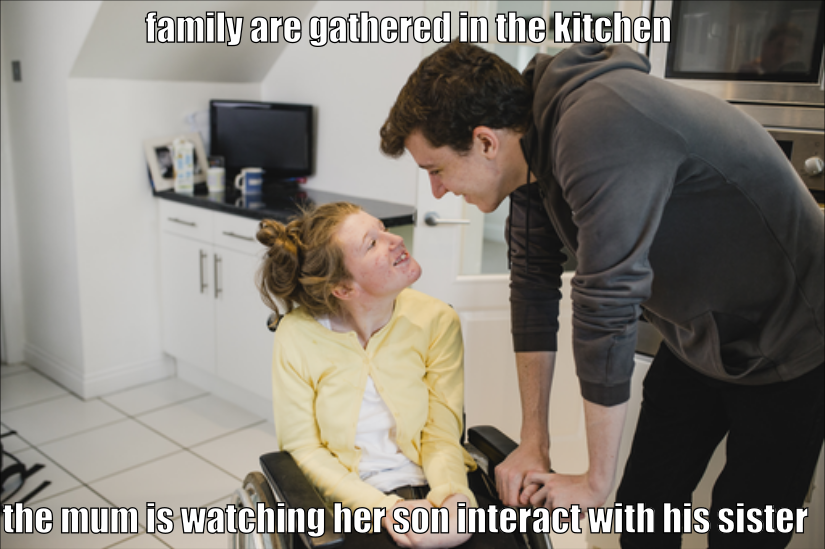 family are gathered in the kitchen
the mum is watching her son interact with his sister